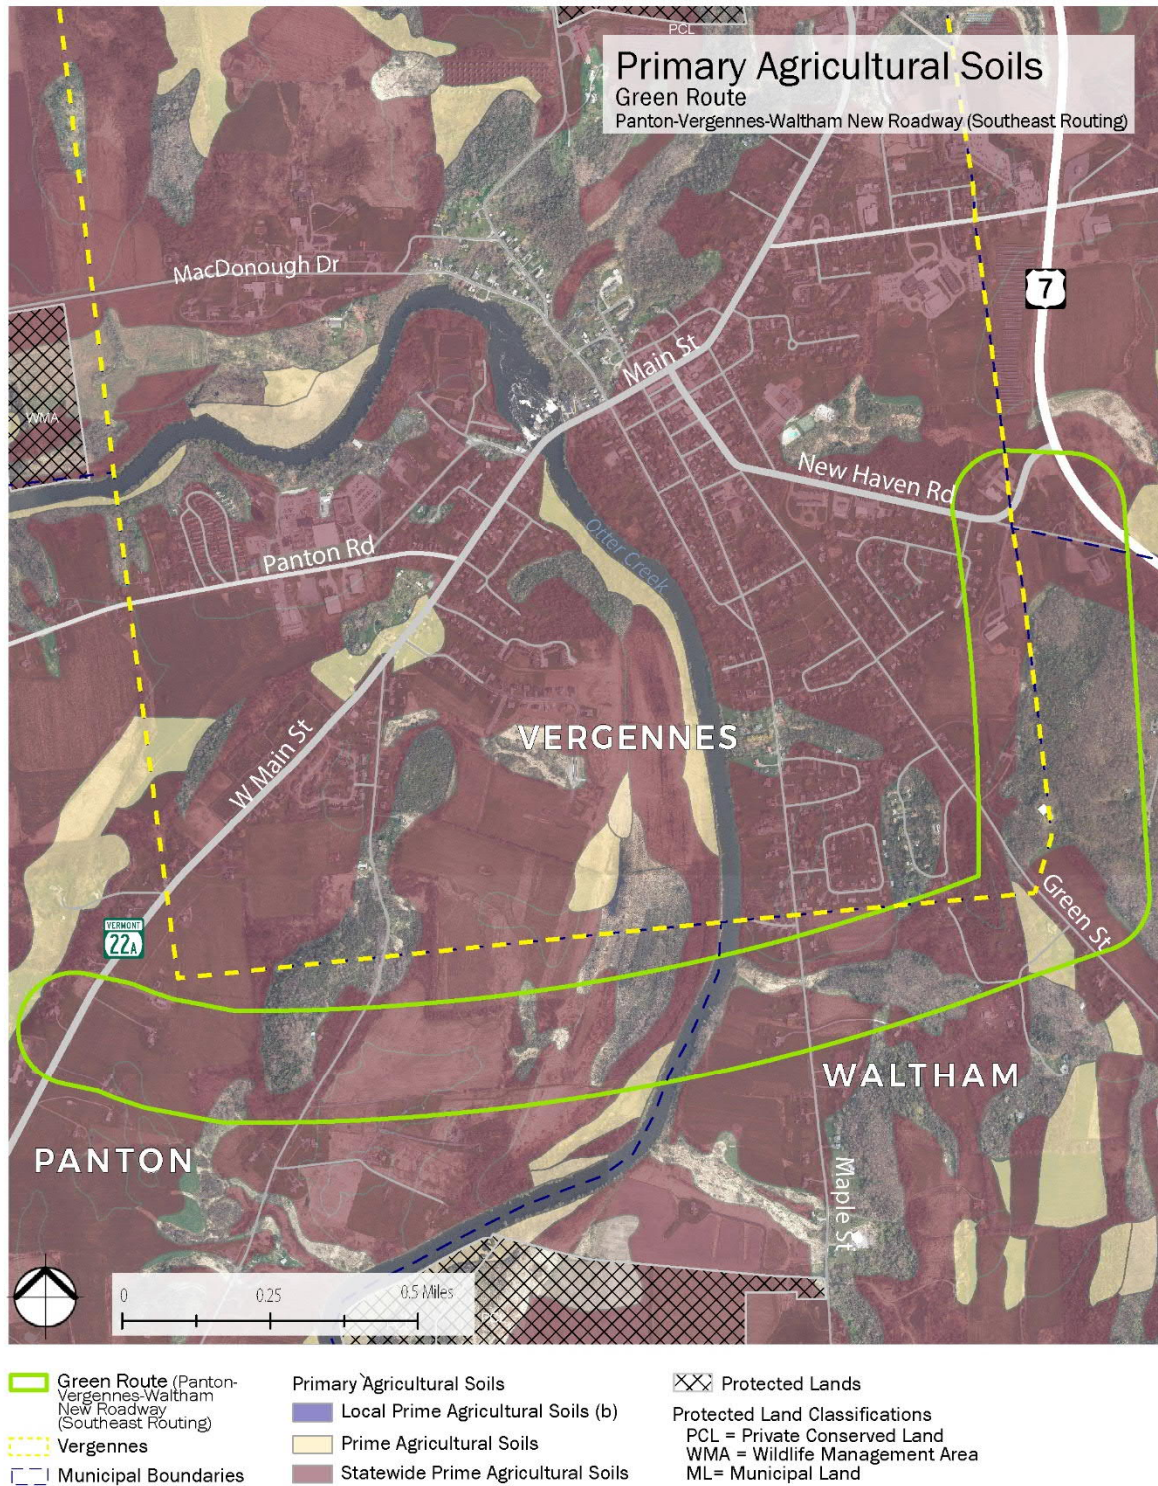 PCL
Primary Agricultural Soils
Green Route
Panton-Vergennes-Waltham New Roadway (Southeast Routing)
MacDonough Dr
7
Main St
WMA
New Haven Rd
Otter Creek
Panton Rd
VERGENNES
W Main St
Green St
VERMONT
22A
WALTHAM
PANTON
Maple St
0 0.25 0.5 Miles
Green Route (Panton-
Vergennes-Waltham
New Roadway
(Southeast Routing)
Vergennes
Municipal Boundaries
Primary Agricultural Soils
Local Prime Agricultural Soils (b)
Prime Agricultural Soils
Statewide Prime Agricultural Soils
Protected Lands
Protected Land Classifications
PCL = Private Conserved Land
WMA = Wildlife Management Area
ML= Municipal Land